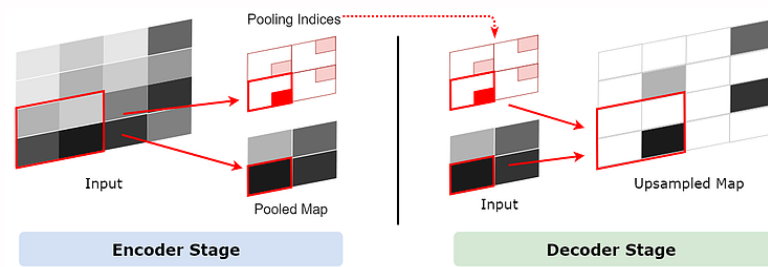 Pooling Indices
Input
Pooled Map
Input
Upsampled Map
Encoder Stage
Decoder Stage